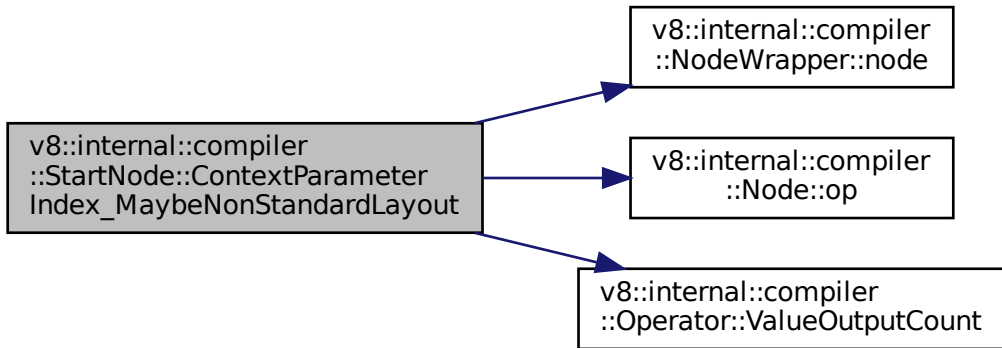 v8::internal::compiler
::StartNode::ContextParameter
Index_MaybeNonStandardLayout
v8::internal::compiler
::NodeWrapper::node
v8::internal::compiler
::Node::op
v8::internal::compiler
::Operator::ValueOutputCount